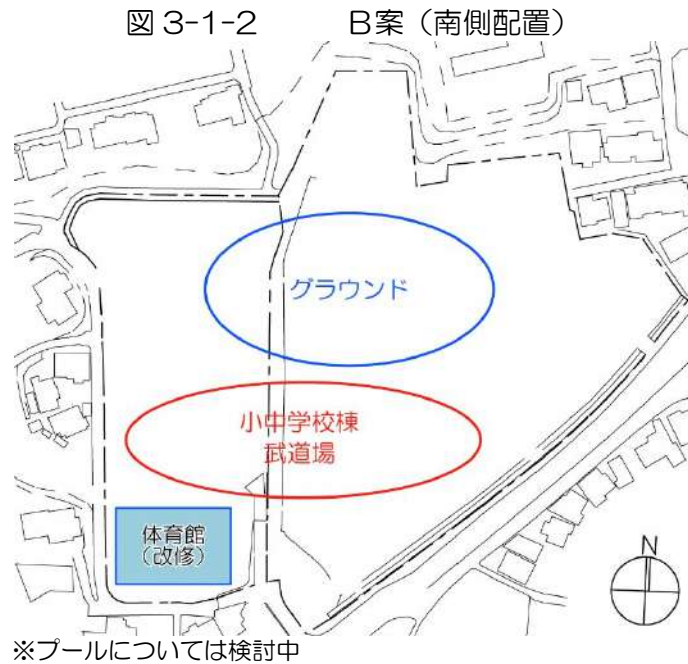 図 3-1-2 B案（南側配置）
グラウンド
小中学校棟
武道場
体育館
（改修）
N
※プールについては検討中